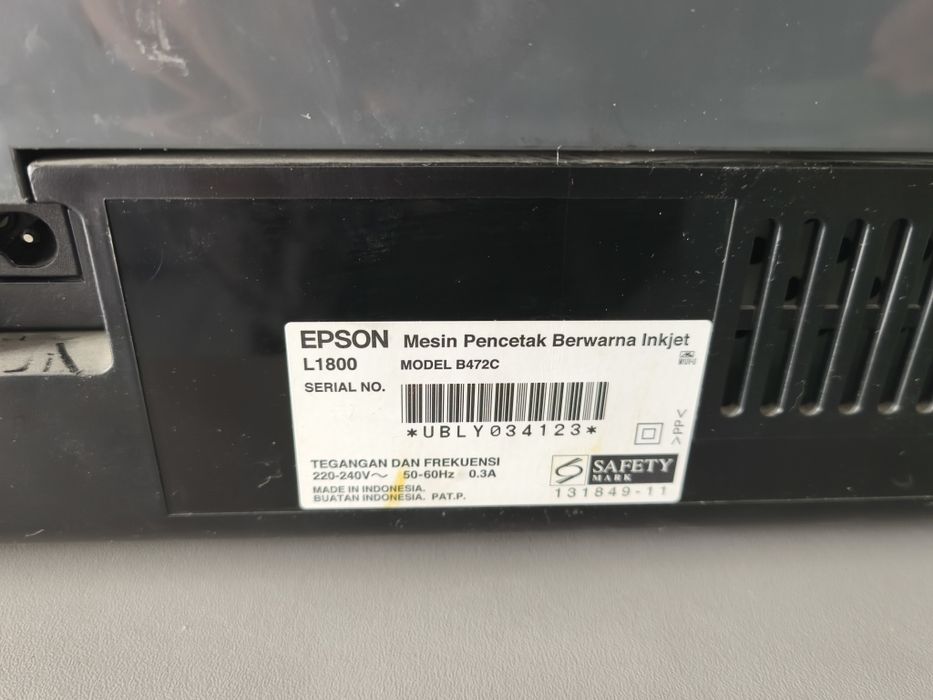 EPSON Mesin Pencetak Berwarna Inkjet
L1800 MODEL B472C
SERIAL NO.
*UBLY034123*
>PP<
TEGANGAN DAN FREKUENSI
220-240V～ 50-60Hz 0.3A
MADE IN INDONESIA.
BUATAN INDONESIA. PAT.P.
SAFETY
MARK
131849-11